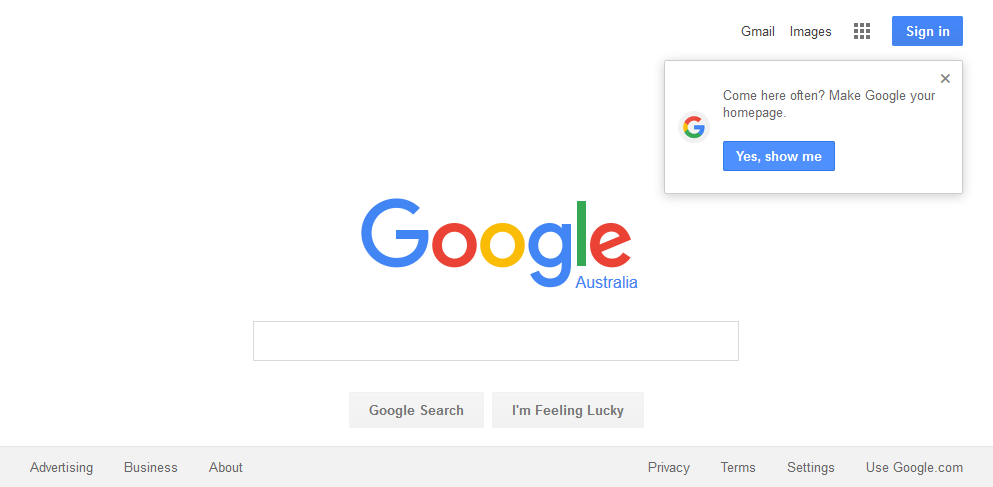 Gmail Images Sign in
Come here often? Make Google your
homepage.
Yes, show me
Google
Australia
Google Search I'm Feeling Lucky
Advertising Business About Privacy Terms Settings Use Google.com